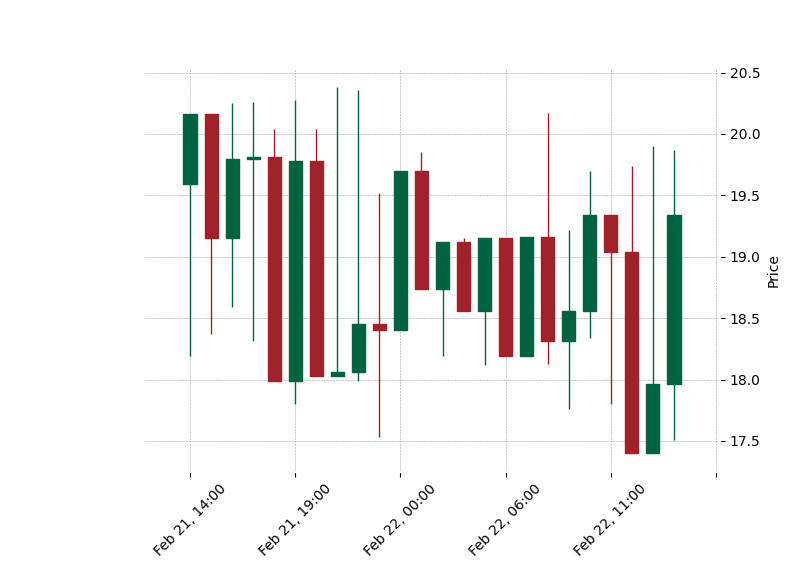 20.5
20.0
19.5
19.0
18.5
18.0
17.5
Price
Feb 21, 14:00
Feb 21, 19:00
Feb 22, 00:00
Feb 22, 06:00
Feb 22, 11:00